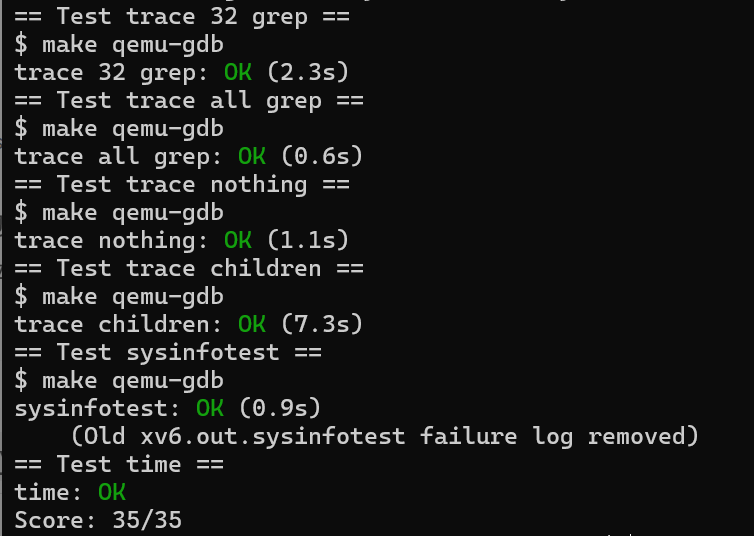 == Test trace 32 grep ==
$ make qemu-gdb
trace 32 grep: OK (2.3s)
== Test trace all grep ==
$ make qemu-gdb
trace all grep: OK (0.6s)
== Test trace nothing ==
$ make qemu-gdb
trace nothing: OK (1.1s)
== Test trace children ==
$ make qemu-gdb
trace children: OK (7.3s)
== Test sysinfotest ==
$ make qemu-gdb
sysinfotest: OK (0.9s)
    (Old xv6.out.sysinfotest failure log removed)
== Test time ==
time: OK
Score: 35/35